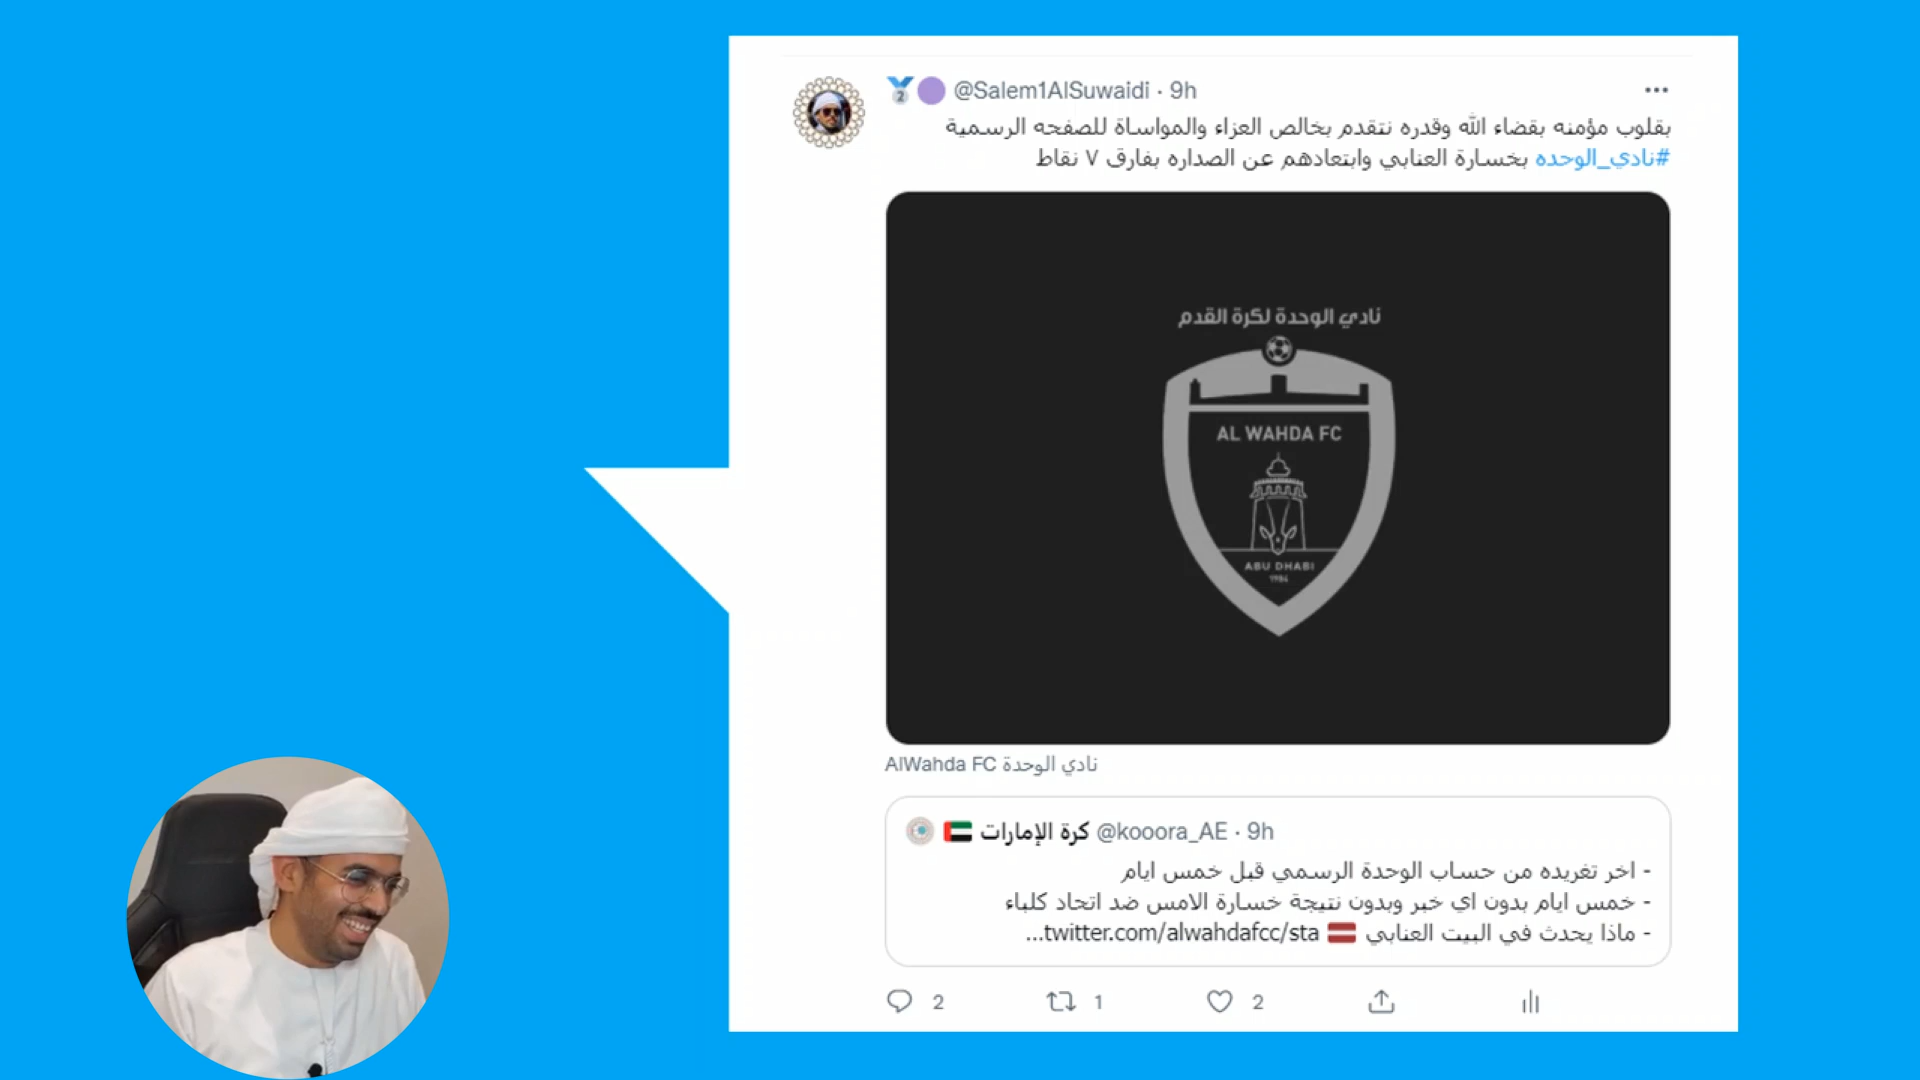 @Salem1AlSuwaidi · 9h
بقلوب مؤمنه بقضاء الله وقدره نتقدم بخالص العزاء والمواساة للصفحه الرسمية
#نادي_الوحده بخسارة العنابي وابتعادهم عن الصداره بفارق ٧ نقاط
نادي الوحدة لكرة القدم
AL WAHDA FC
ABU DHABI
1984
AlWahda FC نادي الوحدة
كرة الإمارات @kooora_AE · 9h
- اخر تغريده من حساب الوحدة الرسمي قبل خمس ايام
- خمس ايام بدون اي خبر وبدون نتيجة خسارة الامس ضد اتحاد كلباء
- ماذا يحدث في البيت العنابي twitter.com/alwahdafcc/sta...
2 1 2